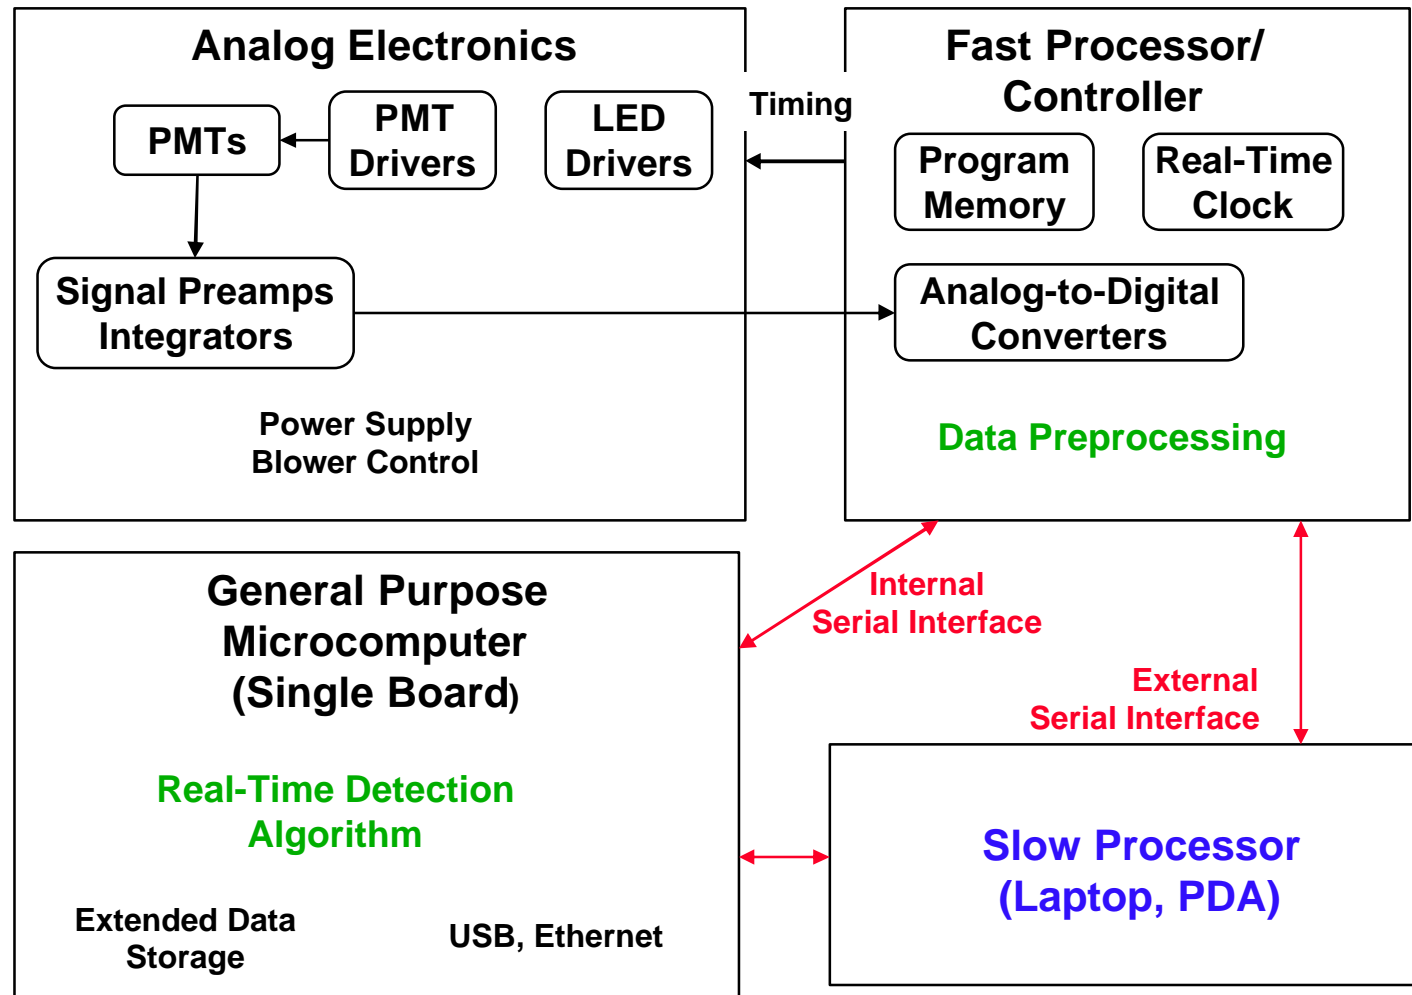 Analog Electronics
PMTs
PMT
Drivers
LED
Drivers
Signal Preamps
Integrators
Power Supply
Blower Control
Timing
Fast Processor/
Controller
Program
Memory
Real-Time
Clock
Analog-to-Digital
Converters
Data Preprocessing
Internal
Serial Interface
External
Serial Interface
General Purpose
Microcomputer
(Single Board)
Real-Time Detection
Algorithm
Extended Data
Storage
USB, Ethernet
Slow Processor
(Laptop, PDA)